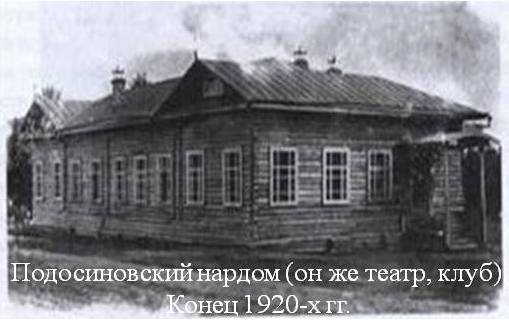 Подосиновский нардом (он же театр, клуб)
Конец 1920-х гг.